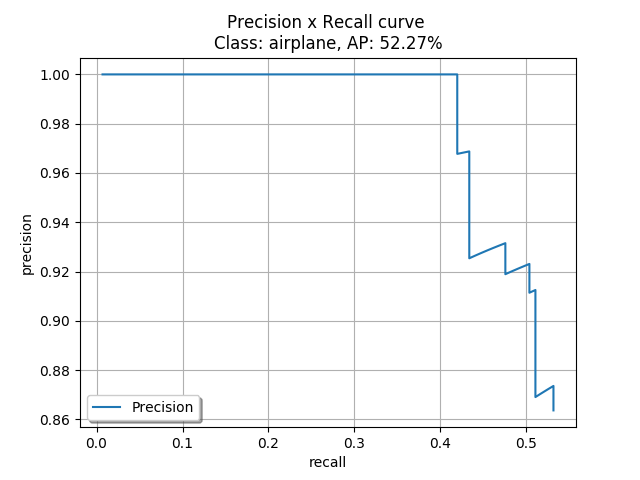 Precision x Recall curve
Class: airplane, AP: 52.27%
precision
1.00
0.98
0.96
0.94
0.92
0.90
0.88
0.86
Precision
0.0 0.1 0.2 0.3 0.4 0.5
recall